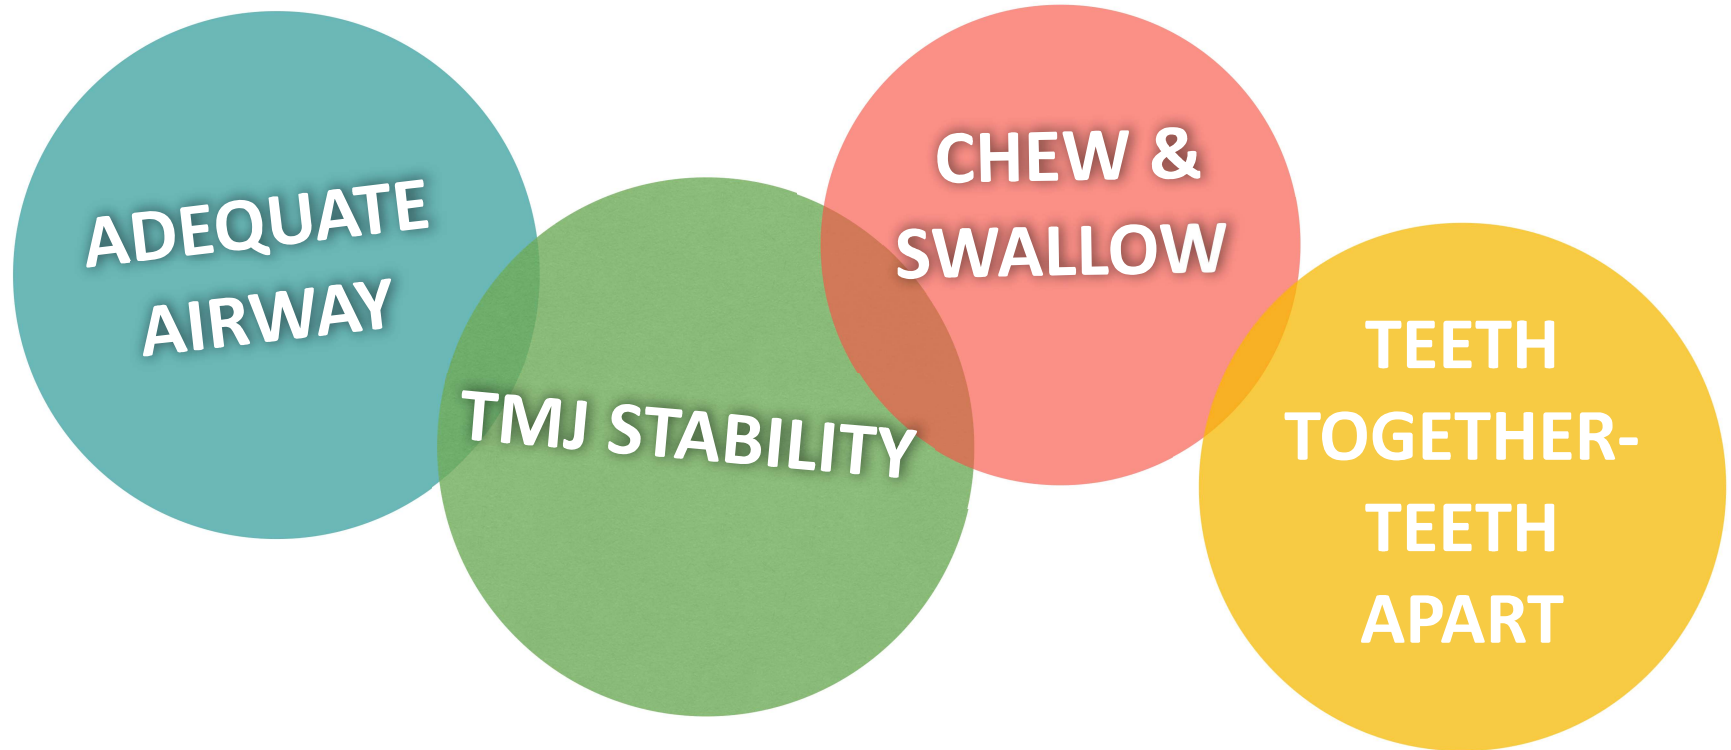 ADEQUATE
AIRWAY
TMJ STABILITY
CHEW &
SWALLOW
TEETH
TOGETHER-
TEETH
APART